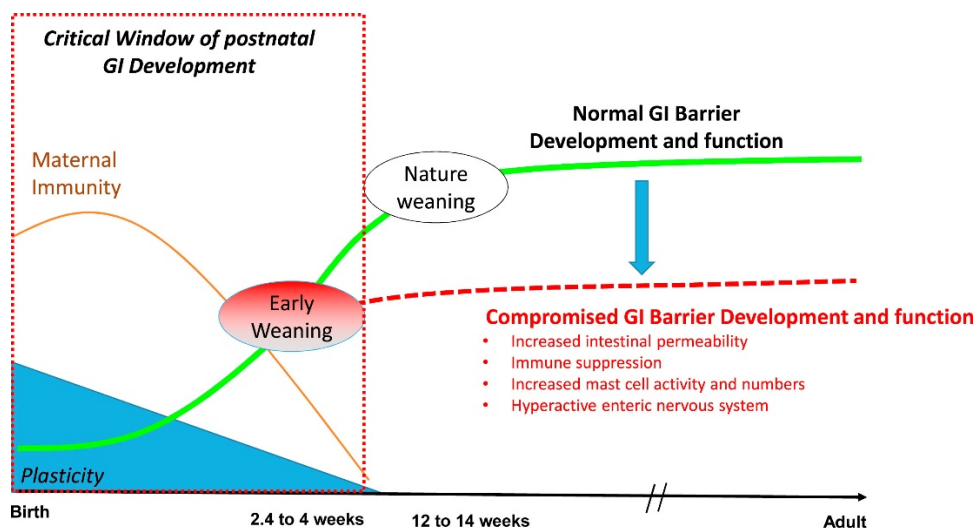 Critical Window of postnatal
GI Development
Maternal
Immunity
Normal GI Barrier
Development and function
Nature
weaning
Early
Weaning
Compromised GI Barrier Development and function
• Increased intestinal permeability
• Immune suppression
• Increased mast cell activity and numbers
• Hyperactive enteric nervous system
Plasticity
Birth
2.4 to 4 weeks
12 to 14 weeks
Adult